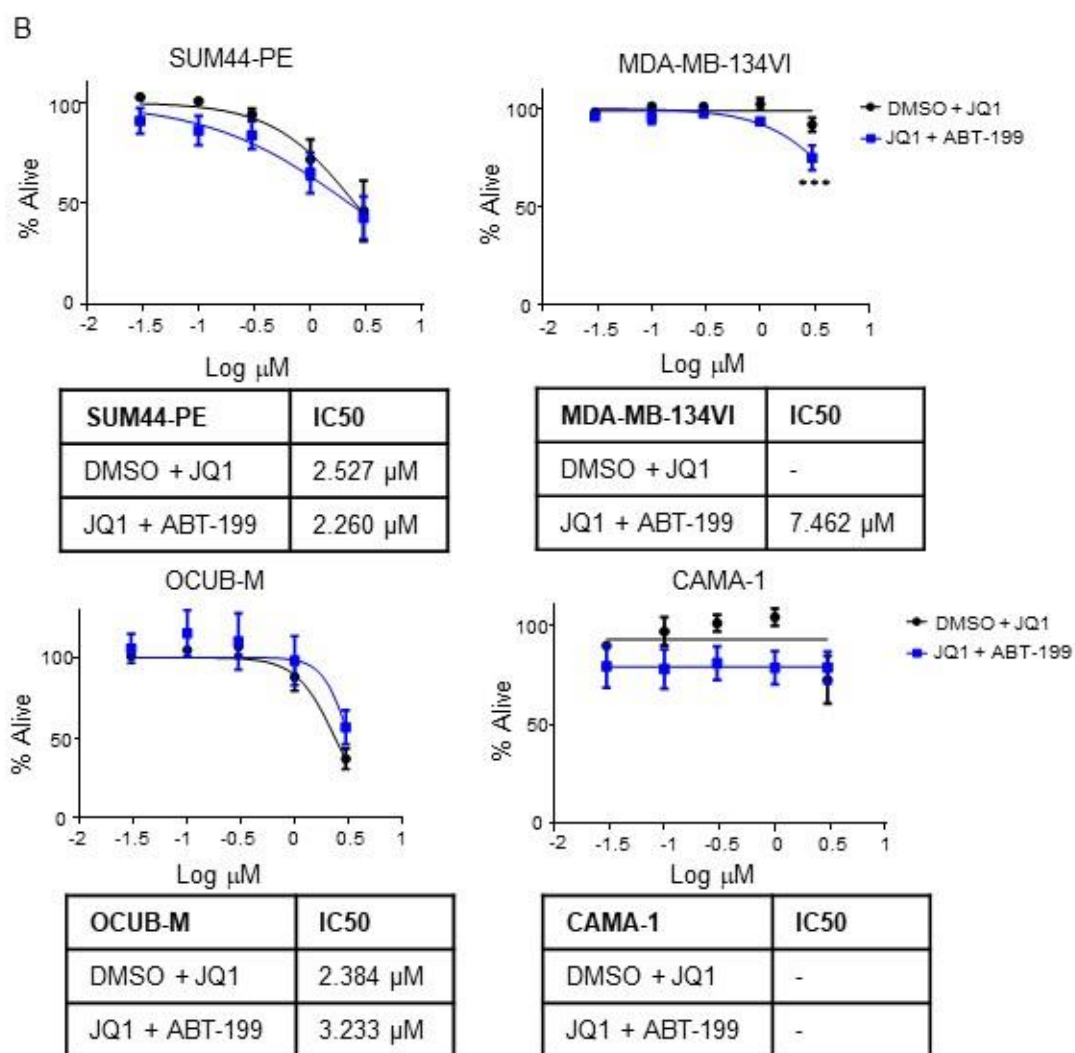 B
SUM44-PE
MDA-MB-134VI
% Alive
100
50
0
-2 -1.5 -1 -0.5 0 0.5 1
Log µM
% Alive
100
50
0
-2 -1.5 -1 -0.5 0 0.5 1
Log µM
DMSO + JQ1
JQ1 + ABT-199
SUM44-PE IC50
DMSO + JQ1 2.527 µM
JQ1 + ABT-199 2.260 µM
MDA-MB-134VI IC50
DMSO + JQ1 -
JQ1 + ABT-199 7.462 µM
OCUB-M
CAMA-1
% Alive
100
50
0
-2 -1.5 -1 -0.5 0 0.5 1
Log µM
% Alive
100
50
0
-2 -1.5 -1 -0.5 0 0.5 1
Log µM
DMSO + JQ1
JQ1 + ABT-199
OCUB-M IC50
DMSO + JQ1 2.384 µM
JQ1 + ABT-199 3.233 µM
CAMA-1 IC50
DMSO + JQ1 -
JQ1 + ABT-199 -